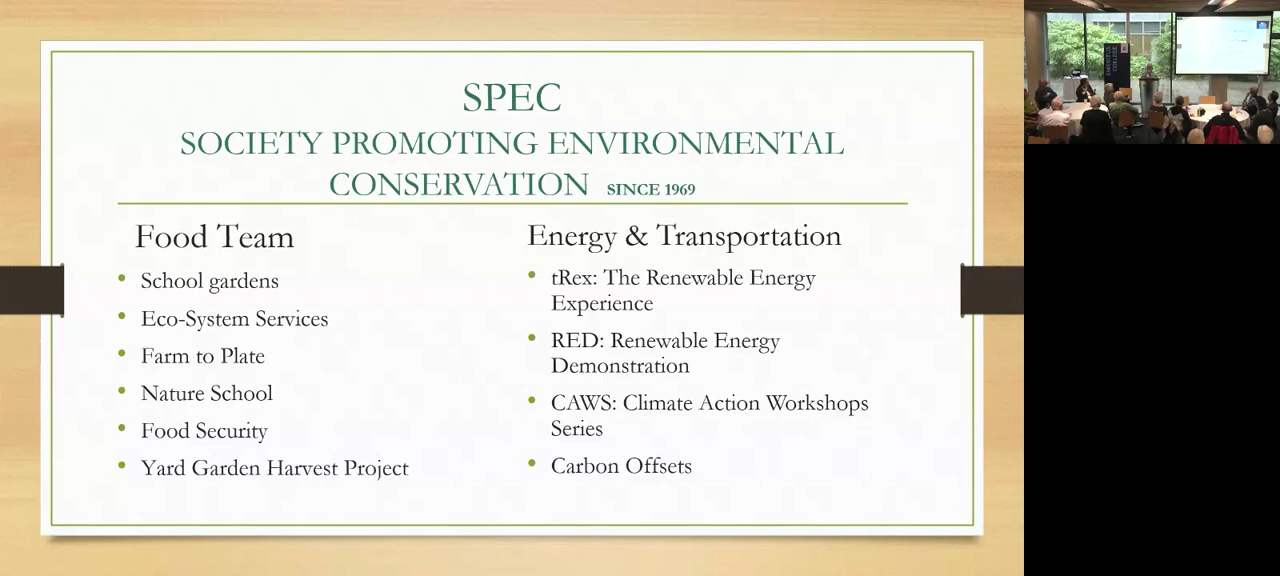 SPEC
SOCIETY PROMOTING ENVIRONMENTAL
CONSERVATION SINCE 1969
Food Team
• School gardens
• Eco-System Services
• Farm to Plate
• Nature School
• Food Security
• Yard Garden Harvest Project
Energy & Transportation
• tRex: The Renewable Energy
Experience
• RED: Renewable Energy
Demonstration
• CAWS: Climate Action Workshops
Series
• Carbon Offsets
EMERITUS
COLLEGE